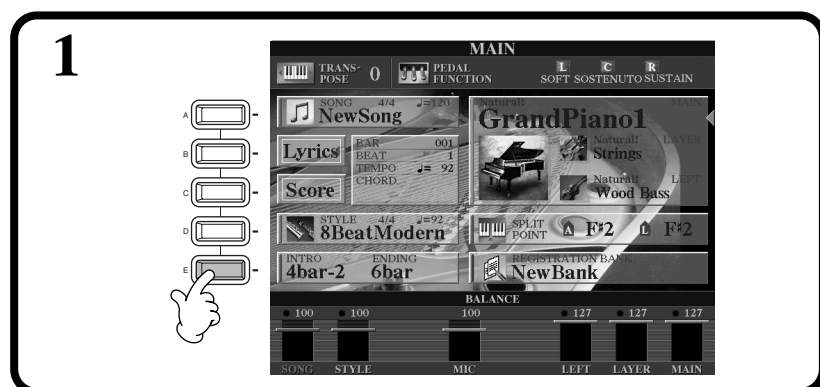 1
MAIN
TRANS-
POSE 0
PEDAL
FUNCTION
L C R
SOFT SOSTENUTO SUSTAIN
A
B
C
D
E
SONG 4/4 ♩=120
NewSong
Lyrics
Score
BAR 001
BEAT 1
TEMPO ♩= 92
CHORD
STYLE 4/4 ♩=92
8BeatModern
INTRO ENDING
4bar-2 6bar
Natural! MAIN
GrandPiano1
Natural! LAYER
Strings
Natural! LEFT
Wood Bass
SPLIT
POINT A F♯2 L F♯2
REGISTRATION BANK
NewBank
BALANCE
100 100 100 127 127 127
SONG STYLE MIC LEFT LAYER MAIN